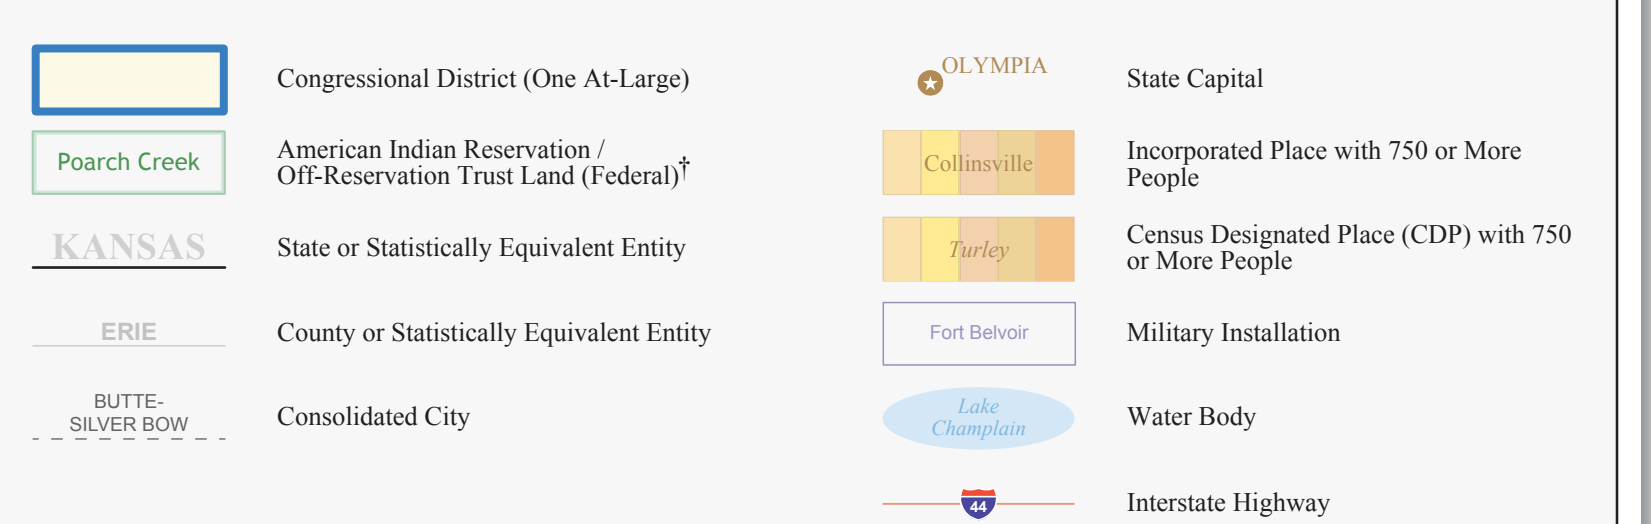 Congressional District (One At-Large)
Poarch Creek
American Indian Reservation /
Off-Reservation Trust Land (Federal)†
KANSAS
State or Statistically Equivalent Entity
ERIE
County or Statistically Equivalent Entity
BUTTE-
SILVER BOW
Consolidated City
OLYMPIA
State Capital
Collinsville
Incorporated Place with 750 or More
People
Turley
Census Designated Place (CDP) with 750
or More People
Fort Belvoir
Military Installation
Lake
Champlain
Water Body
44
Interstate Highway